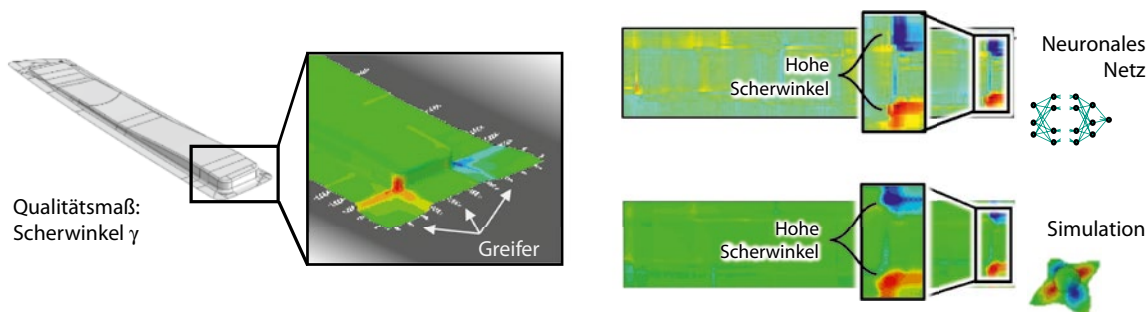 Qualitätsmaß:
Scherwinkel γ
Greifer
Hohe
Scherwinkel
Neuronales
Netz
Hohe
Scherwinkel
Simulation